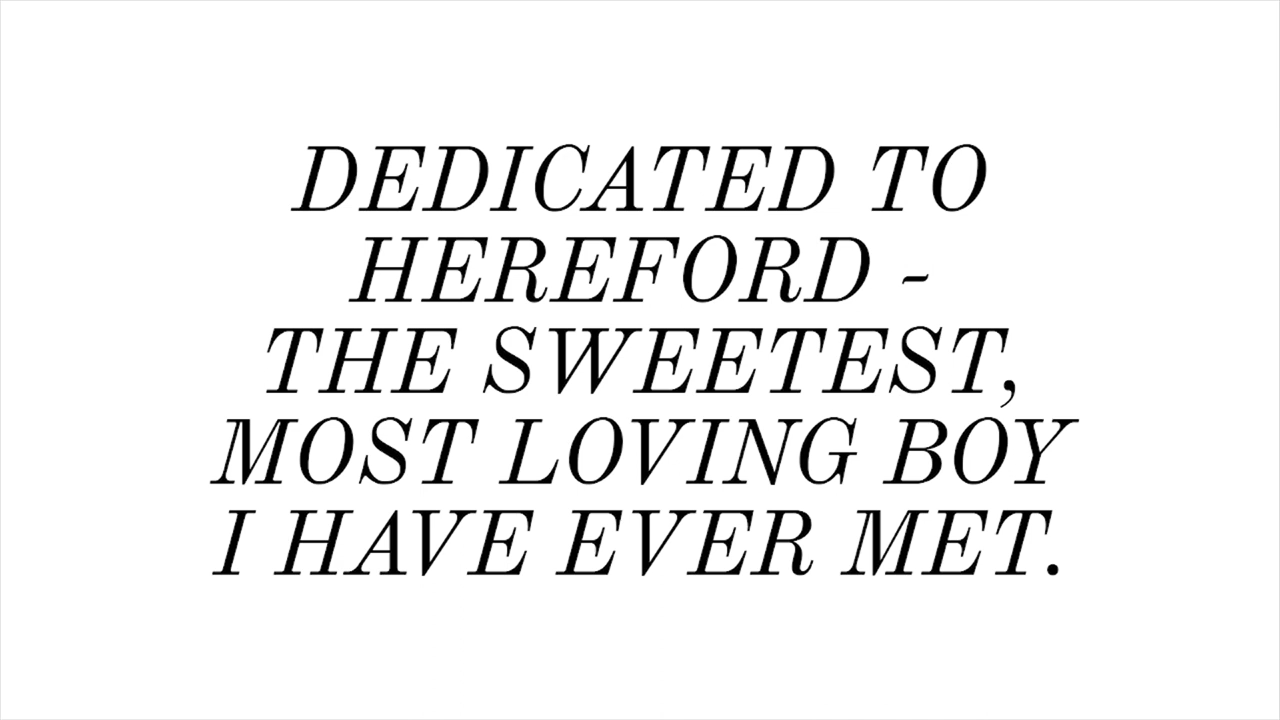 DEDICATED TO
HEREFORD -
THE SWEETEST,
MOST LOVING BOY
I HAVE EVER MET.